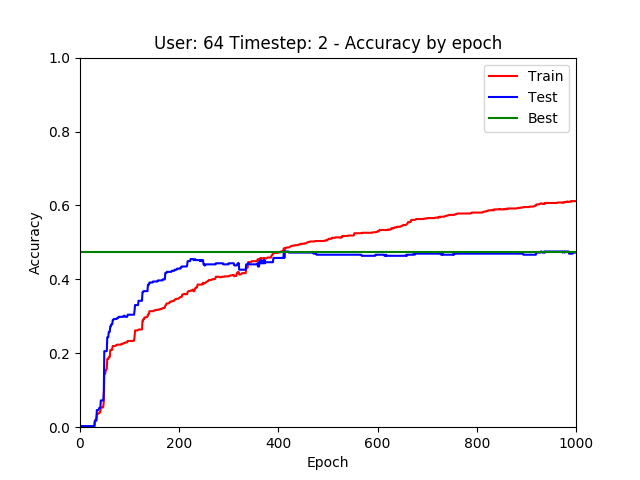 User: 64 Timestep: 2 - Accuracy by epoch
1.0
0.8
0.6
0.4
0.2
0.0
Accuracy
Train
Test
Best
0 200 400 600 800 1000
Epoch